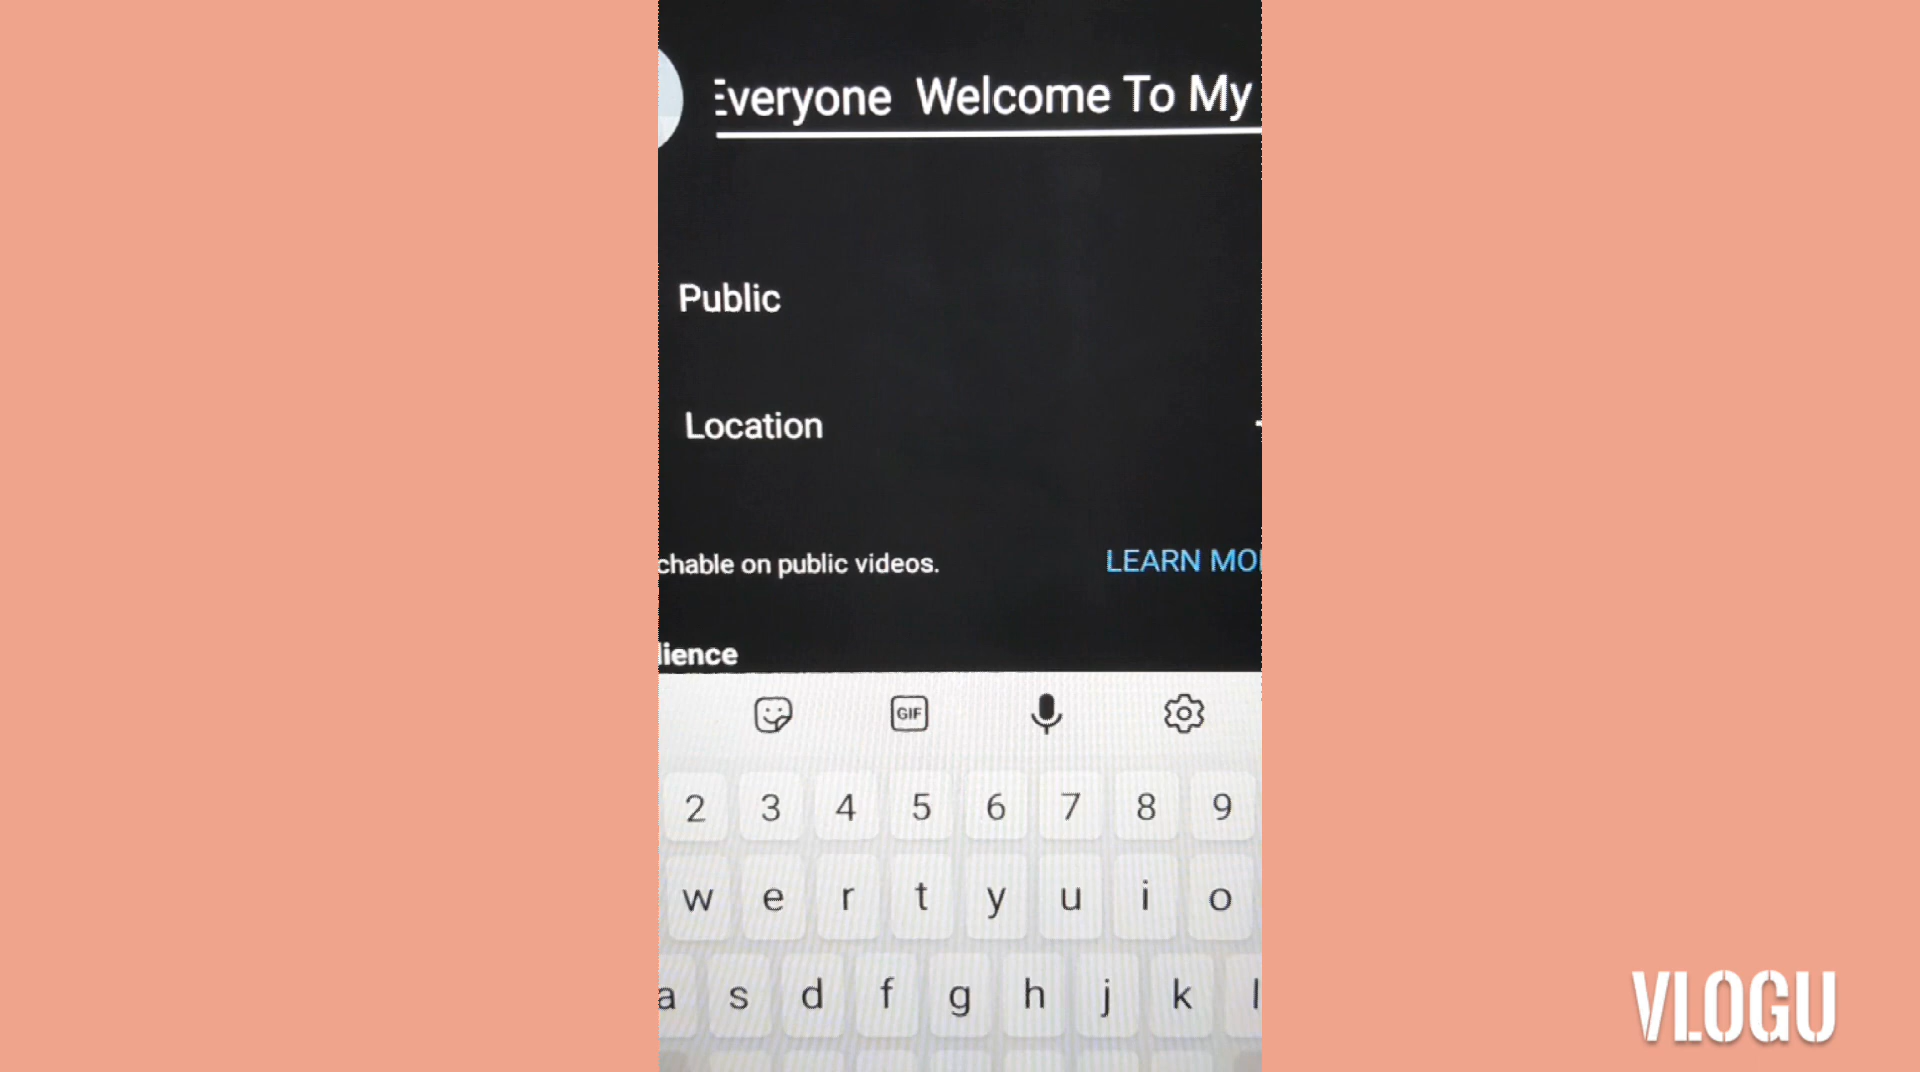 Everyone Welcome To My
Public
Location
chable on public videos.
LEARN MO
lience
GIF
2 3 4 5 6 7 8 9
w e r t y u i o
a s d f g h j k l
VLOGU